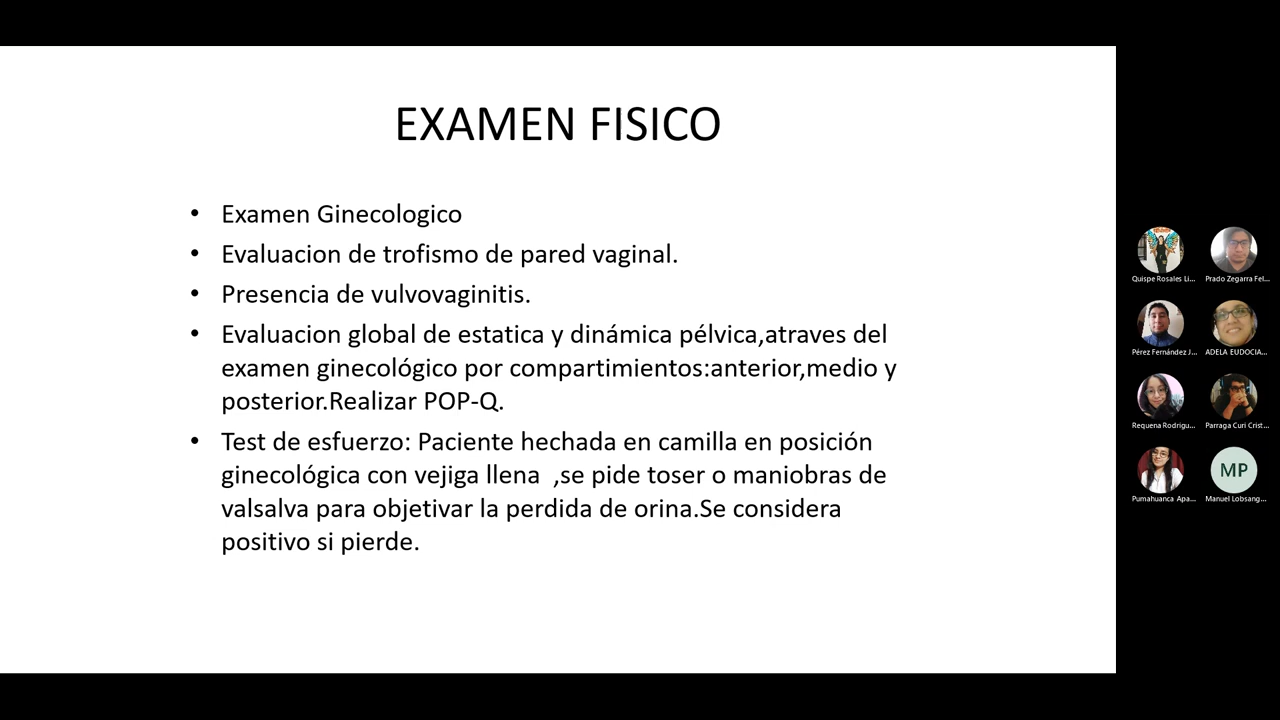 EXAMEN FISICO
• Examen Ginecologico
• Evaluacion de trofismo de pared vaginal.
• Presencia de vulvovaginitis.
• Evaluacion global de estatica y dinámica pélvica,atraves del
examen ginecológico por compartimientos:anterior,medio y
posterior.Realizar POP-Q.
• Test de esfuerzo: Paciente hechada en camilla en posición
ginecológica con vejiga llena ,se pide toser o maniobras de
valsalva para objetivar la perdida de orina.Se considera
positivo si pierde.
Quispe Rosales Li...
Prado Zegarra Fel...
Pérez Fernández J...
ADELA EUDOCIA...
Requena Rodrigu...
Parraga Curi Crist...
Pumahuanca Apa...
MP
Manuel Lobsang...